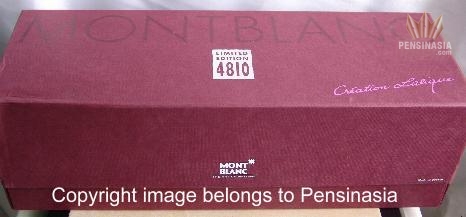 MONTBLANC
PENSINASIA
.com
LIMITED
EDITION
4810
Création Lalique
MONT
BLANC
Copyright image belongs to Pensinasia